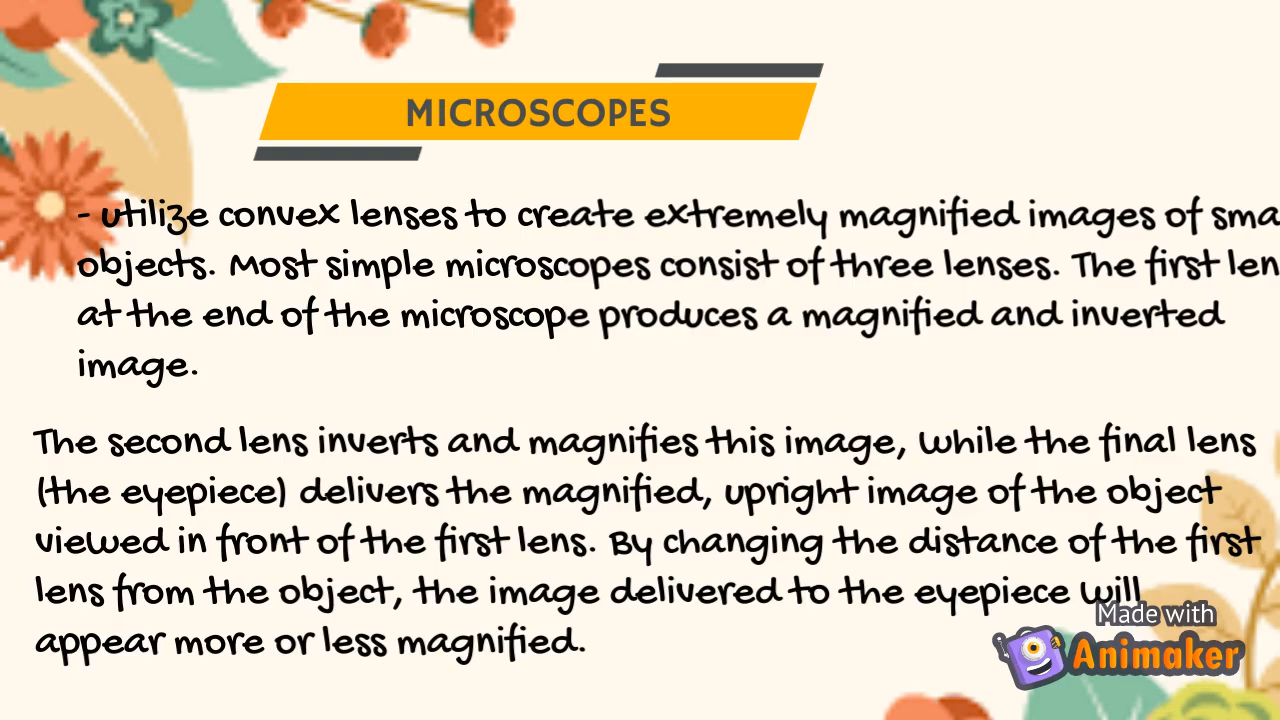 MICROSCOPES
- utilize convex lenses to create extremely magnified images of sma
objects. Most simple microscopes consist of three lenses. The first len
at the end of the microscope produces a magnified and inverted
image.
The second lens inverts and magnifies this image, while the final lens
(the eyepiece) delivers the magnified, upright image of the object
viewed in front of the first lens. By changing the distance of the first
lens from the object, the image delivered to the eyepiece will
appear more or less magnified.
Made with
Animaker